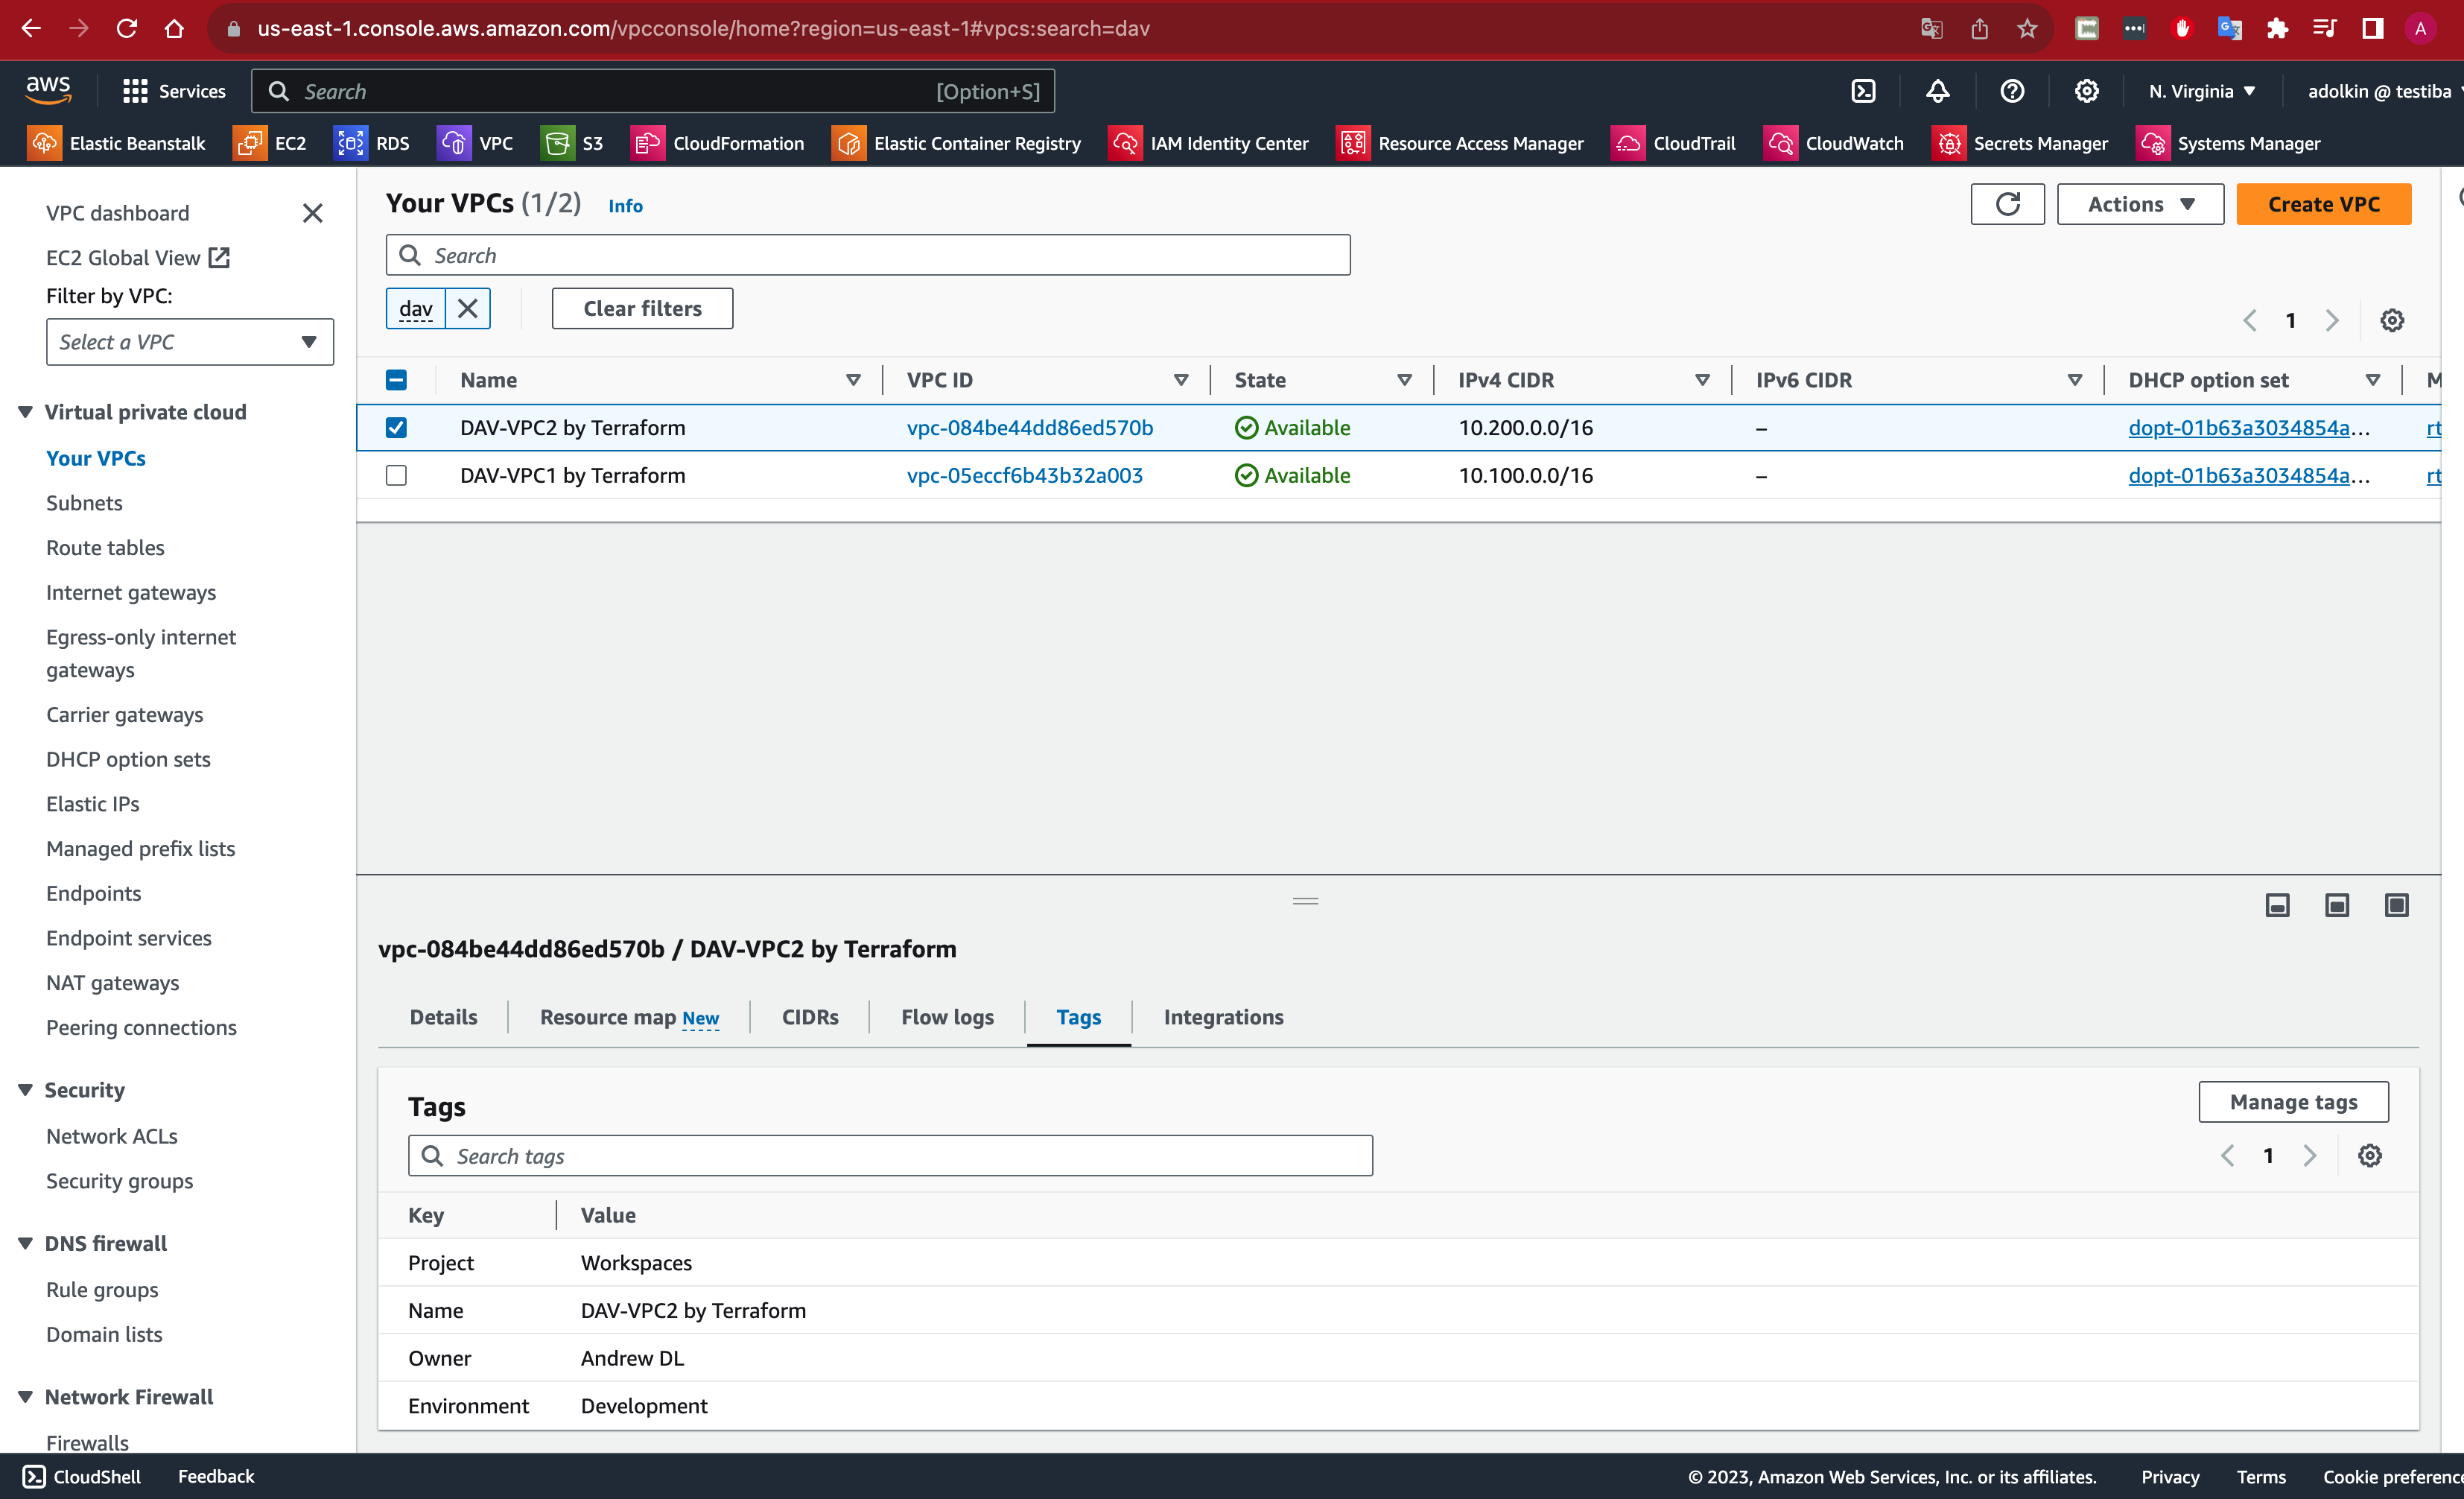 us-east-1.console.aws.amazon.com/vpcconsole/home?region=us-east-1#vpcs:search=dav
A
aws
Services
Search
[Option+S]
N. Virginia
adolkin @ testiba
Elastic Beanstalk
EC2
RDS
VPC
S3
CloudFormation
Elastic Container Registry
IAM Identity Center
Resource Access Manager
CloudTrail
CloudWatch
Secrets Manager
Systems Manager
VPC dashboard
EC2 Global View
Filter by VPC:
Select a VPC
Virtual private cloud
Your VPCs
Subnets
Route tables
Internet gateways
Egress-only internet
gateways
Carrier gateways
DHCP option sets
Elastic IPs
Managed prefix lists
Endpoints
Endpoint services
NAT gateways
Peering connections
Security
Network ACLs
Security groups
DNS firewall
Rule groups
Domain lists
Network Firewall
Firewalls
Your VPCs (1/2) Info
Actions
Create VPC
Search
dav
Clear filters
1
Name VPC ID State IPv4 CIDR IPv6 CIDR DHCP option set M
DAV-VPC2 by Terraform vpc-084be44dd86ed570b Available 10.200.0.0/16 – dopt-01b63a3034854a... rt
DAV-VPC1 by Terraform vpc-05eccf6b43b32a003 Available 10.100.0.0/16 – dopt-01b63a3034854a... rt
vpc-084be44dd86ed570b / DAV-VPC2 by Terraform
Details
Resource map New
CIDRs
Flow logs
Tags
Integrations
Tags
Manage tags
Search tags
1
Key Value
Project Workspaces
Name DAV-VPC2 by Terraform
Owner Andrew DL
Environment Development
CloudShell
Feedback
© 2023, Amazon Web Services, Inc. or its affiliates.
Privacy
Terms
Cookie preference